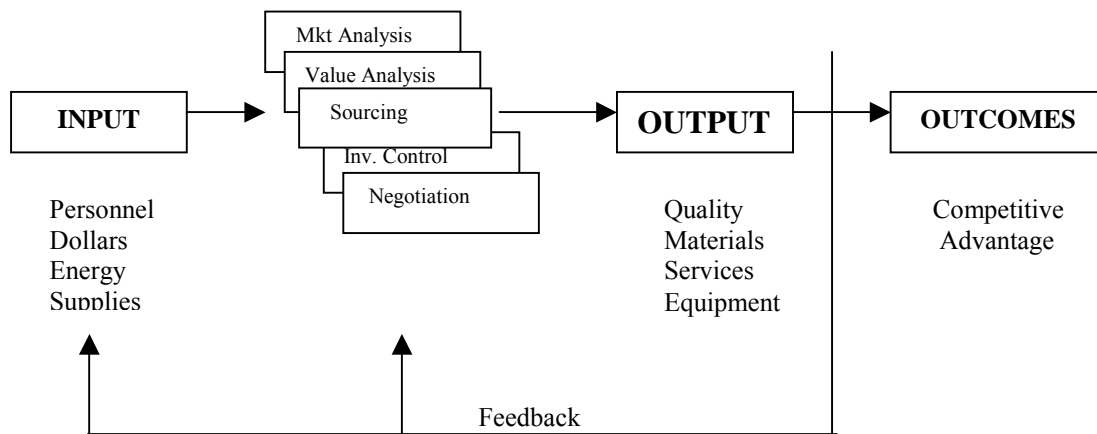 Mkt Analysis
Value Analysis
Sourcing
Inv. Control
Negotiation
INPUT
OUTPUT
OUTCOMES
Personnel
Dollars
Energy
Supplies
Quality
Materials
Services
Equipment
Competitive
Advantage
Feedback